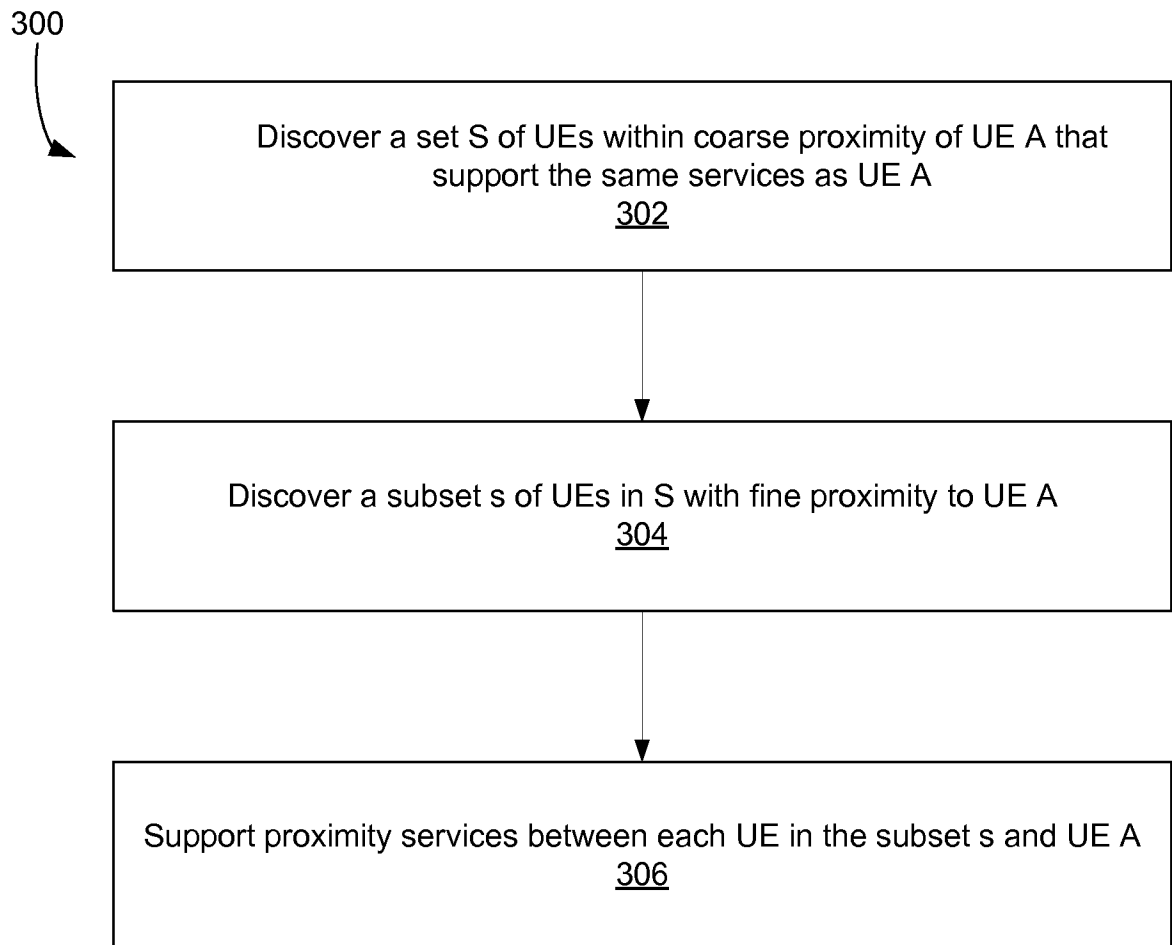 300
Discover a set S of UEs within coarse proximity of UE A that
support the same services as UE A
302
Discover a subset s of UEs in S with fine proximity to UE A
304
Support proximity services between each UE in the subset s and UE A
306